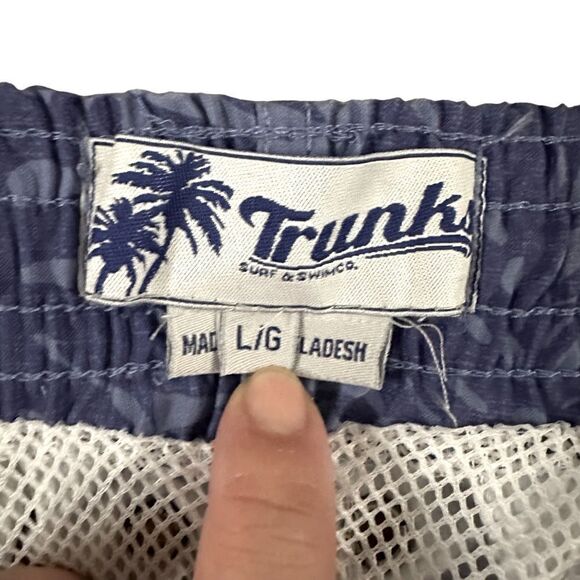 Trunks
SURF & SWIM CO.
MAD L/G LADESH